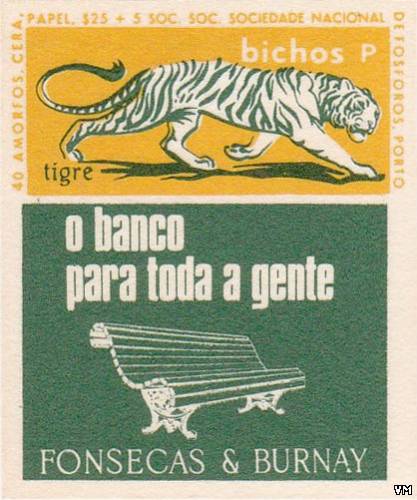 40 AMORFOS, CERA,
PAPEL, $25 + 5 SOC. SOC. SOCIEDADE NACIONAL
DE FOSFOROS, PORTO
bichos P
tigre
o banco
para toda a gente
FONSECAS & BURNAY
VM